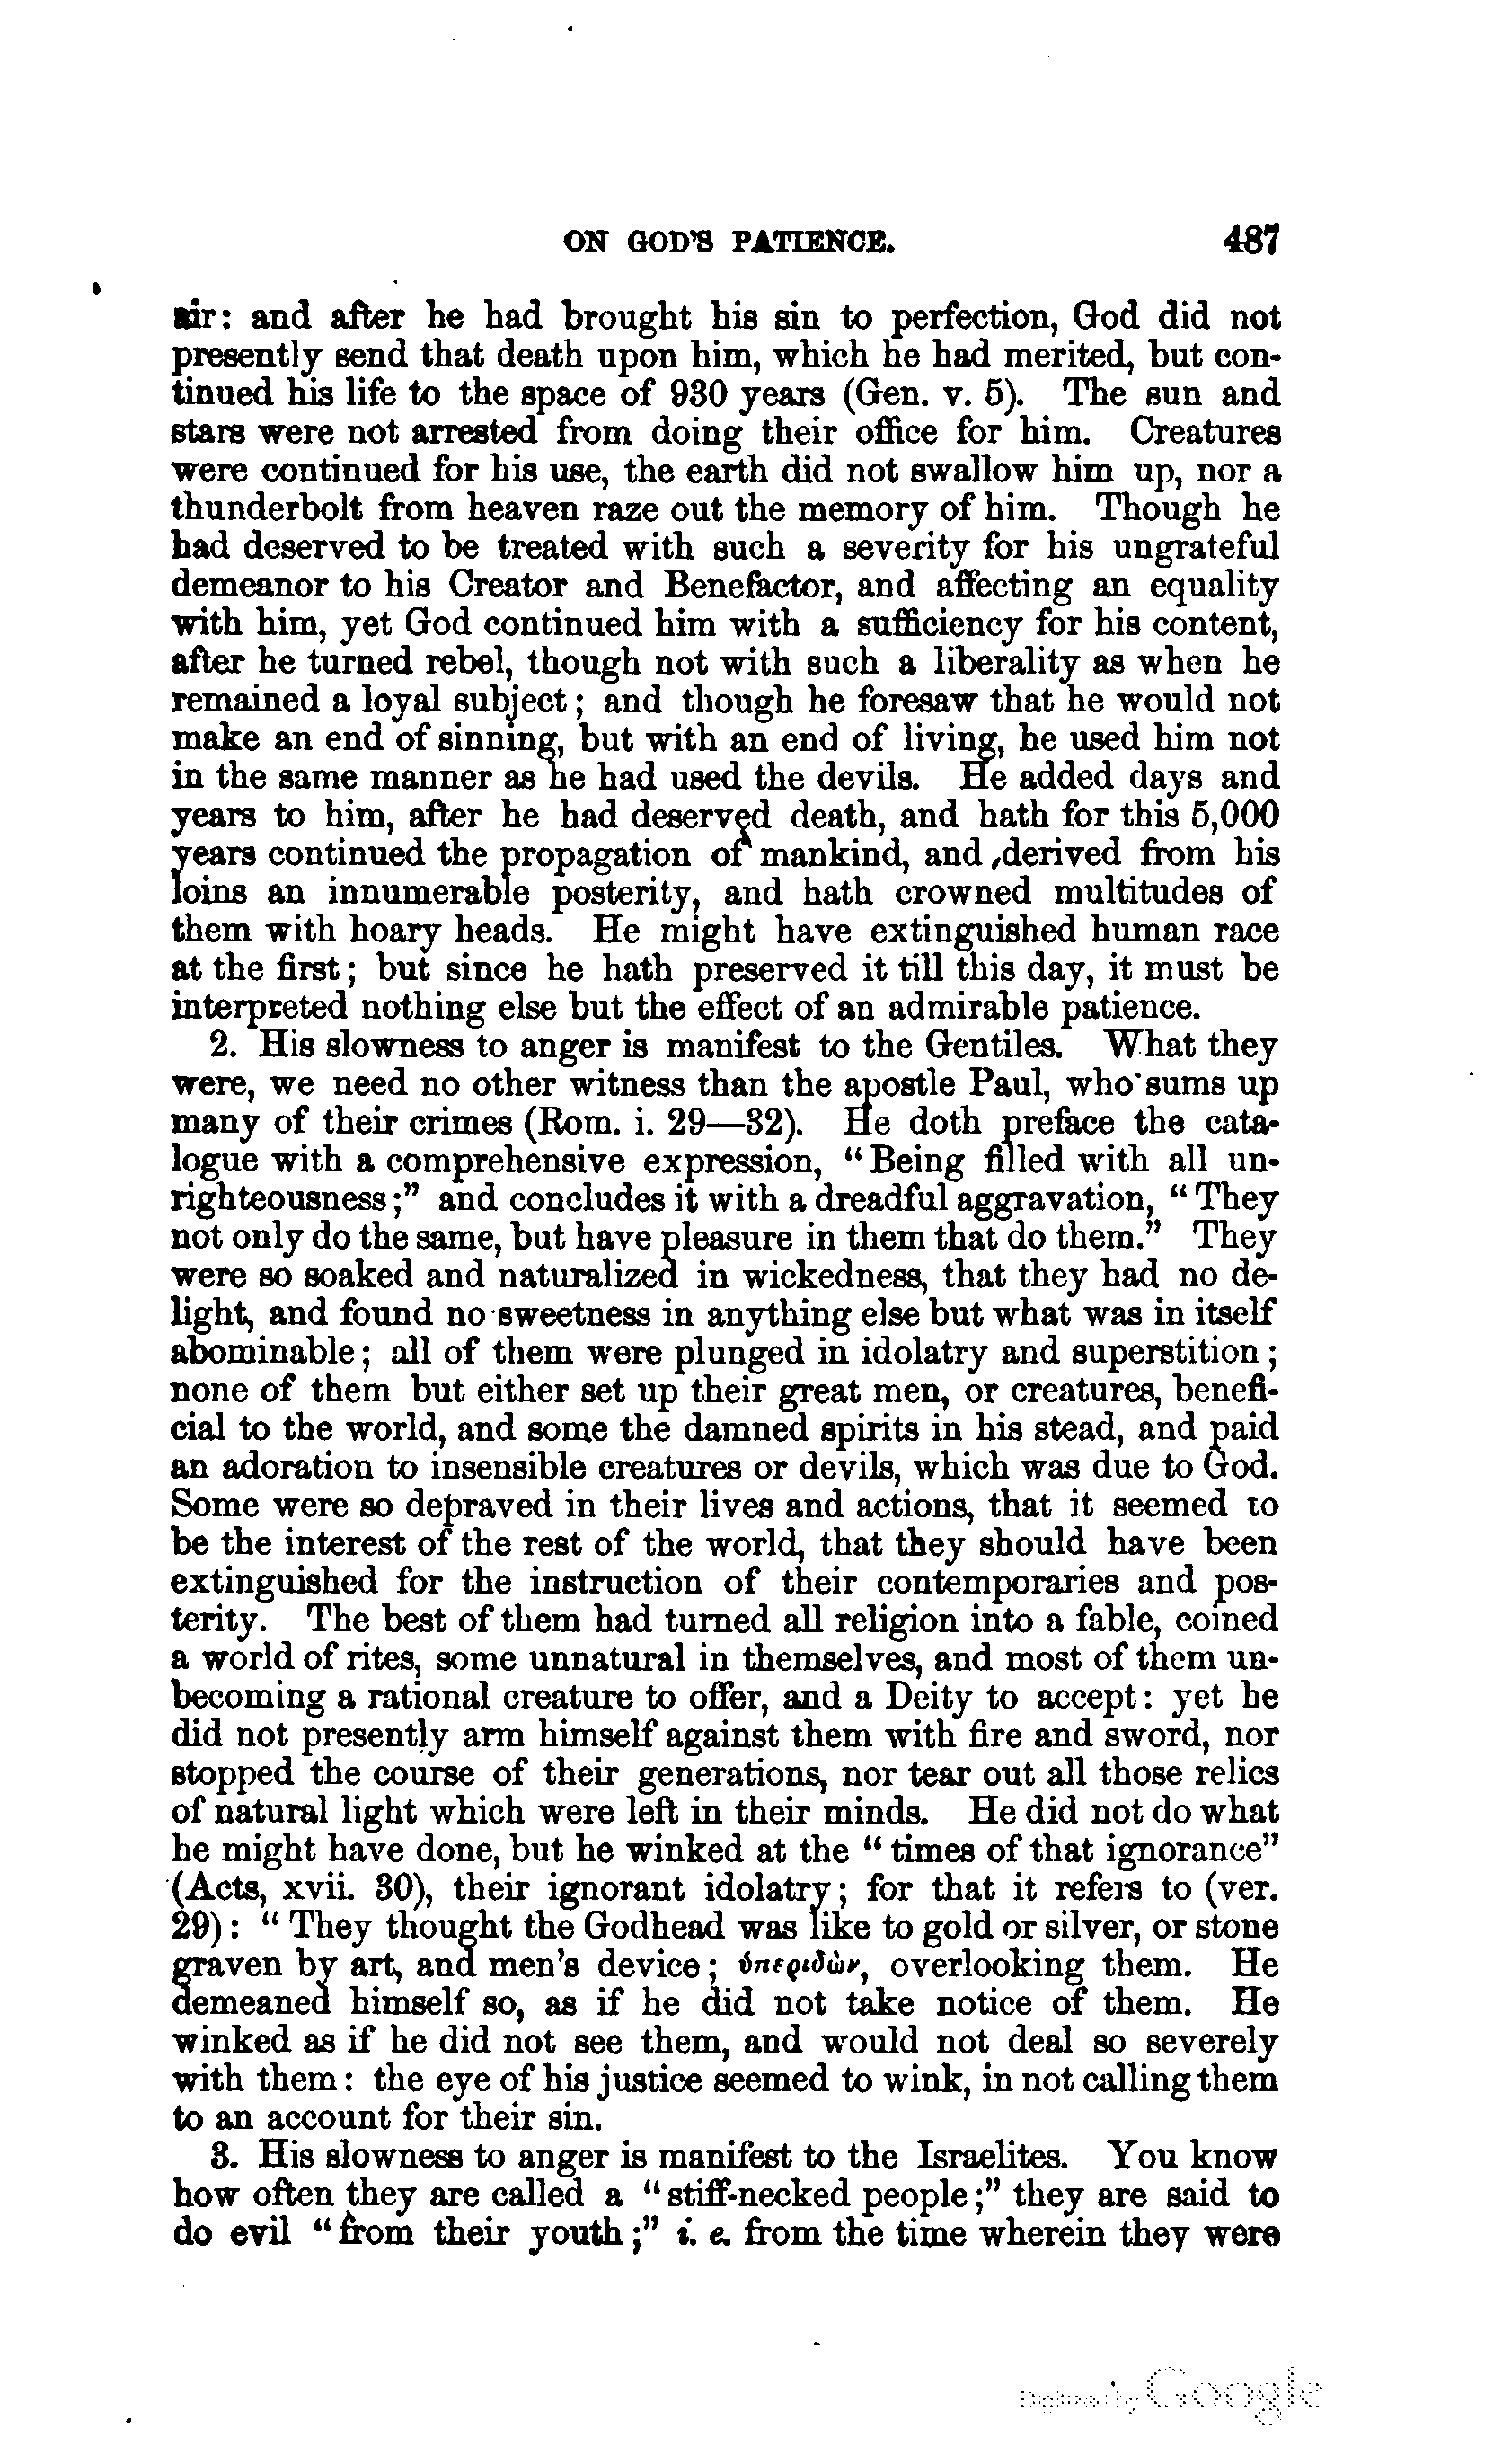 ON GOD'S PATIENCE. 487
air: and after he had brought his sin to perfection, God did not
presently send that death upon him, which he had merited, but con-
tinued his life to the space of 930 years (Gen. v. 5). The sun and
stars were not arrested from doing their office for him. Creatures
were continued for his use, the earth did not swallow him up, nor a
thunderbolt from heaven raze out the memory of him. Though he
had deserved to be treated with such a severity for his ungrateful
demeanor to his Creator and Benefactor, and affecting an equality
with him, yet God continued him with a sufficiency for his content,
after he turned rebel, though not with such a liberality as when he
remained a loyal subject; and though he foresaw that he would not
make an end of sinning, but with an end of living, he used him not
in the same manner as he had used the devils. He added days and
years to him, after he had deserved death, and hath for this 5,000
years continued the propagation of mankind, and derived from his
loins an innumerable posterity, and hath crowned multitudes of
them with hoary heads. He might have extinguished human race
at the first; but since he hath preserved it till this day, it must be
interpreted nothing else but the effect of an admirable patience.
2. His slowness to anger is manifest to the Gentiles. What they
were, we need no other witness than the apostle Paul, who sums up
many of their crimes (Rom. i. 29—32). He doth preface the cata-
logue with a comprehensive expression, "Being filled with all un-
righteousness;" and concludes it with a dreadful aggravation, "They
not only do the same, but have pleasure in them that do them." They
were so soaked and naturalized in wickedness, that they had no de-
light, and found no sweetness in anything else but what was in itself
abominable; all of them were plunged in idolatry and superstition;
none of them but either set up their great men, or creatures, benefi-
cial to the world, and some the damned spirits in his stead, and paid
an adoration to insensible creatures or devils, which was due to God.
Some were so depraved in their lives and actions, that it seemed to
be the interest of the rest of the world, that they should have been
extinguished for the instruction of their contemporaries and pos-
terity. The best of them had turned all religion into a fable, coined
a world of rites, some unnatural in themselves, and most of them un-
becoming a rational creature to offer, and a Deity to accept: yet he
did not presently arm himself against them with fire and sword, nor
stopped the course of their generations, nor tear out all those relics
of natural light which were left in their minds. He did not do what
he might have done, but he winked at the "times of that ignorance"
(Acts, xvii. 30), their ignorant idolatry; for that it refers to (ver.
29): "They thought the Godhead was like to gold or silver, or stone
graven by art, and men's device; ὑπεριδὼν, overlooking them. He
demeaned himself so, as if he did not take notice of them. He
winked as if he did not see them, and would not deal so severely
with them: the eye of his justice seemed to wink, in not calling them
to an account for their sin.
3. His slowness to anger is manifest to the Israelites. You know
how often they are called a "stiff-necked people;" they are said to
do evil "from their youth;" i. e. from the time wherein they were
Digitized by Google